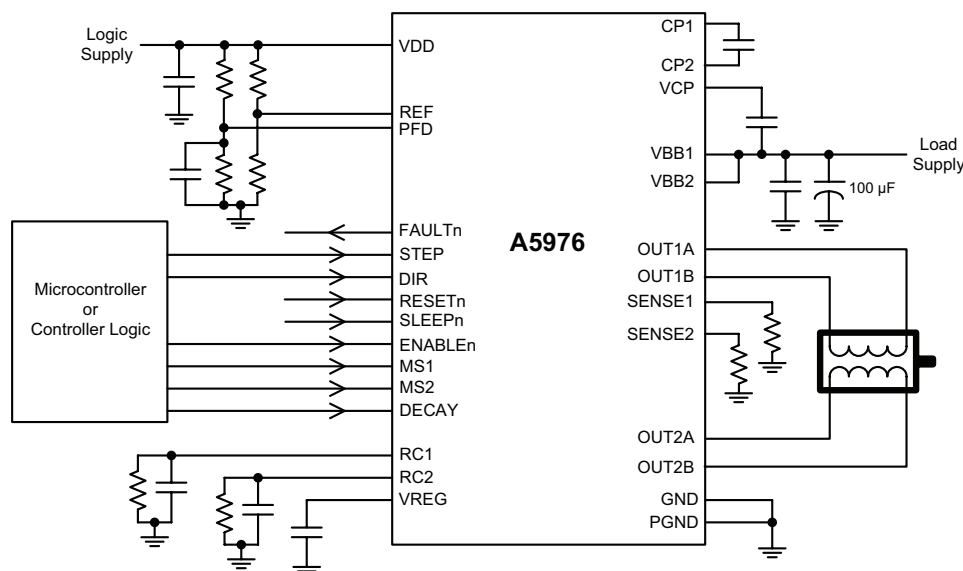 Logic
Supply
VDD
REF
PFD
FAULTn
STEP
DIR
RESETn
SLEEPn
ENABLEn
MS1
MS2
DECAY
RC1
RC2
VREG
Microcontroller
or
Controller Logic
A5976
CP1
CP2
VCP
VBB1
VBB2
Load
Supply
100 µF
OUT1A
OUT1B
SENSE1
SENSE2
OUT2A
OUT2B
GND
PGND